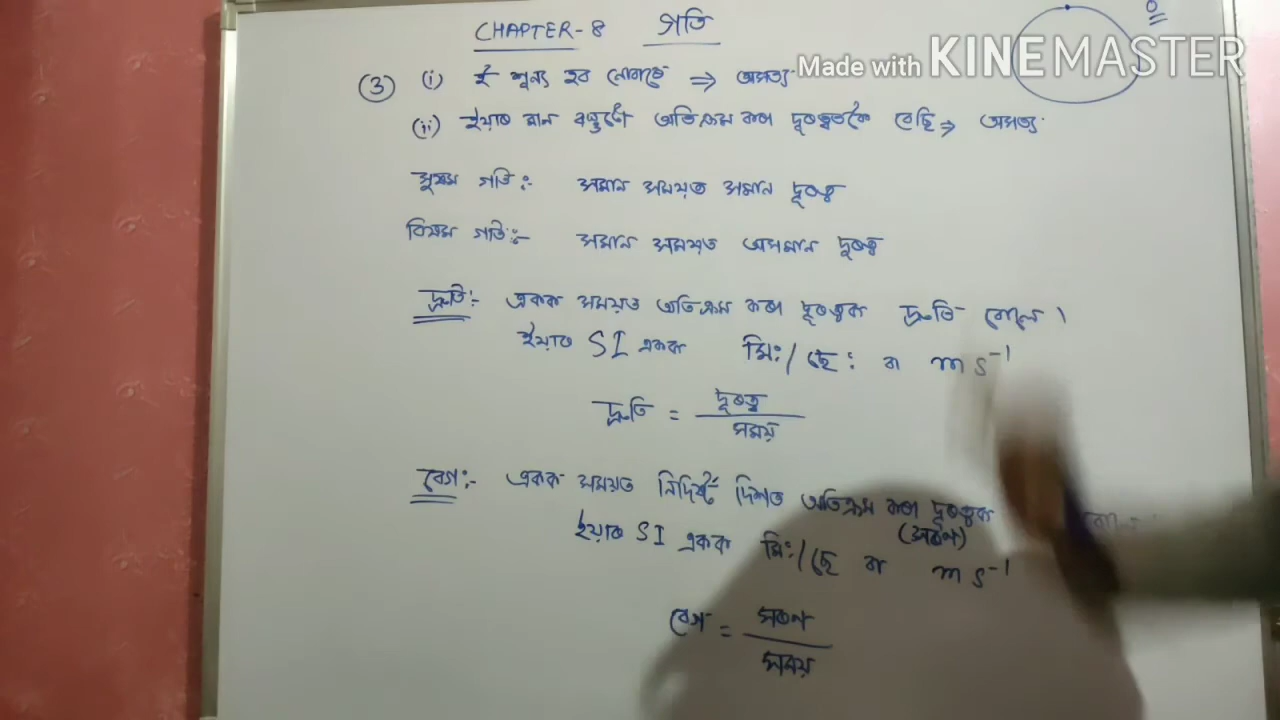 CHAPTER-8 গতি
Made with KINEMASTER
(3) (i) ই শূন্য হব নোৱাৰে ⇒ অসত্য
(ii) ইয়াৰ মান বস্তুটোৱে অতিক্ৰম কৰা দূৰত্বতকৈ বেছি ⇒ অসত্য
সুষম গতি:- সমান সময়ত সমান দূৰত্ব
বিষম গতি:- সমান সময়ত অসমান দূৰত্ব
দ্ৰুতি:- একক সময়ত অতিক্ৰম কৰা দূৰত্বক দ্ৰুতি বোলে।
ইয়াৰ SI একক মি:/ছে: বা m s⁻¹
দ্ৰুতি = দূৰত্ব
সময়
বেগ:- একক সময়ত নিৰ্দিষ্ট দিশত অতিক্ৰম কৰা দূৰত্বক
(সৰণ)
ইয়াৰ SI একক মি:/ছে বা m s⁻¹
বেগ = সৰণ
সময়